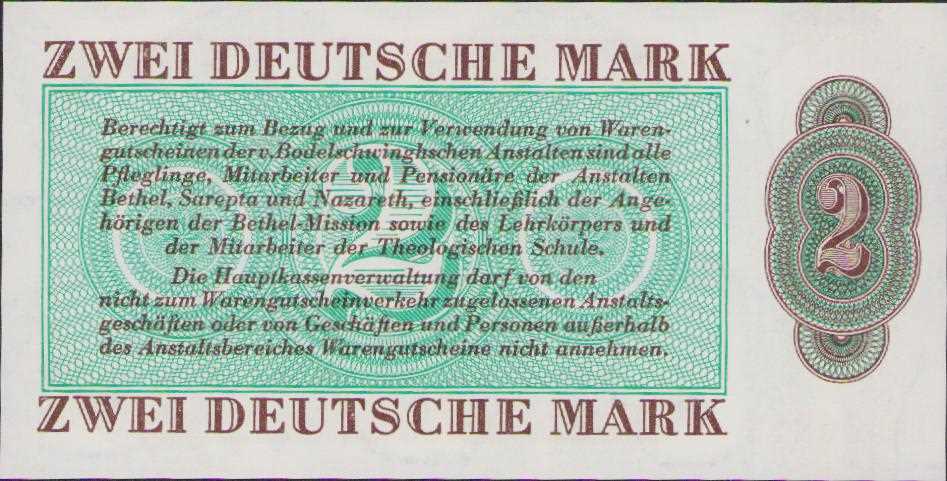 ZWEI DEUTSCHE MARK
Berechtigt zum Bezug und zur Verwendung von Waren-
gutscheinen der v. Bodelschwinghschen Anstalten sind alle
Pfleglinge, Mitarbeiter und Pensionäre der Anstalten
Bethel, Sarepta und Nazareth, einschließlich der Ange-
hörigen der Bethel-Mission sowie des Lehrkörpers und
der Mitarbeiter der Theologischen Schule.
Die Hauptkassenverwaltung darf von den
nicht zum Warengutscheinverkehr zugelassenen Anstalts-
geschäften oder von Geschäften und Personen außerhalb
des Anstaltsbereiches Warengutscheine nicht annehmen.
2
2
ZWEI DEUTSCHE MARK